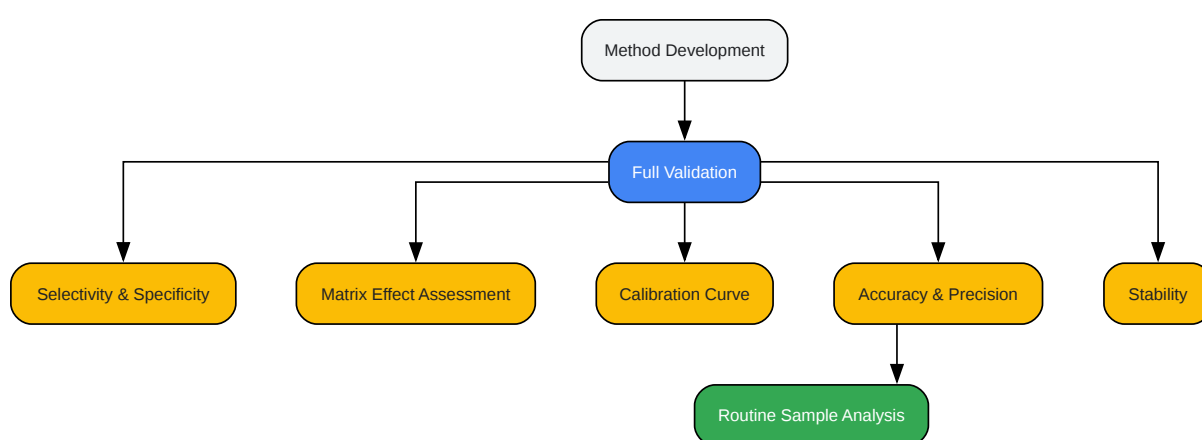 Method Development
Full Validation
Selectivity & Specificity
Matrix Effect Assessment
Calibration Curve
Accuracy & Precision
Stability
Routine Sample Analysis